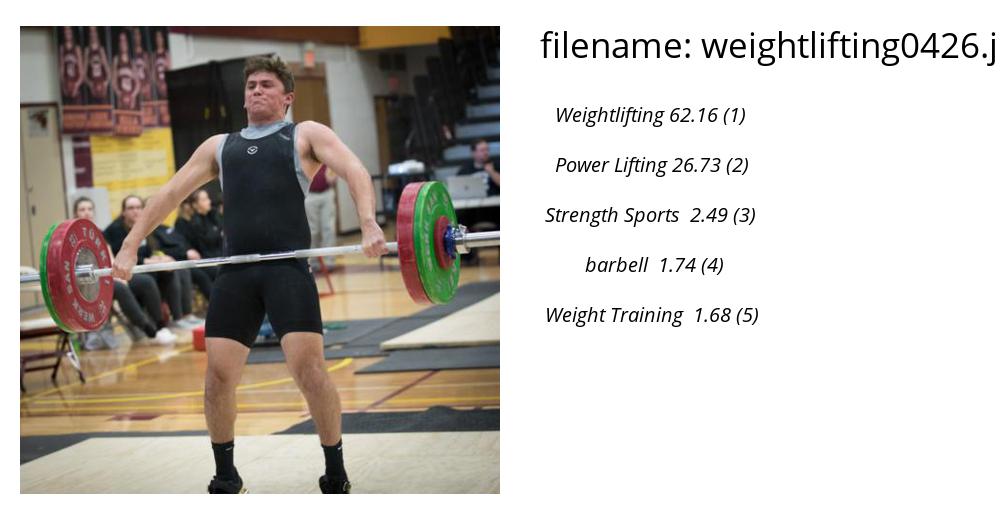 filename: weightlifting0426.j
Weightlifting 62.16 (1)
Power Lifting 26.73 (2)
Strength Sports 2.49 (3)
barbell 1.74 (4)
Weight Training 1.68 (5)